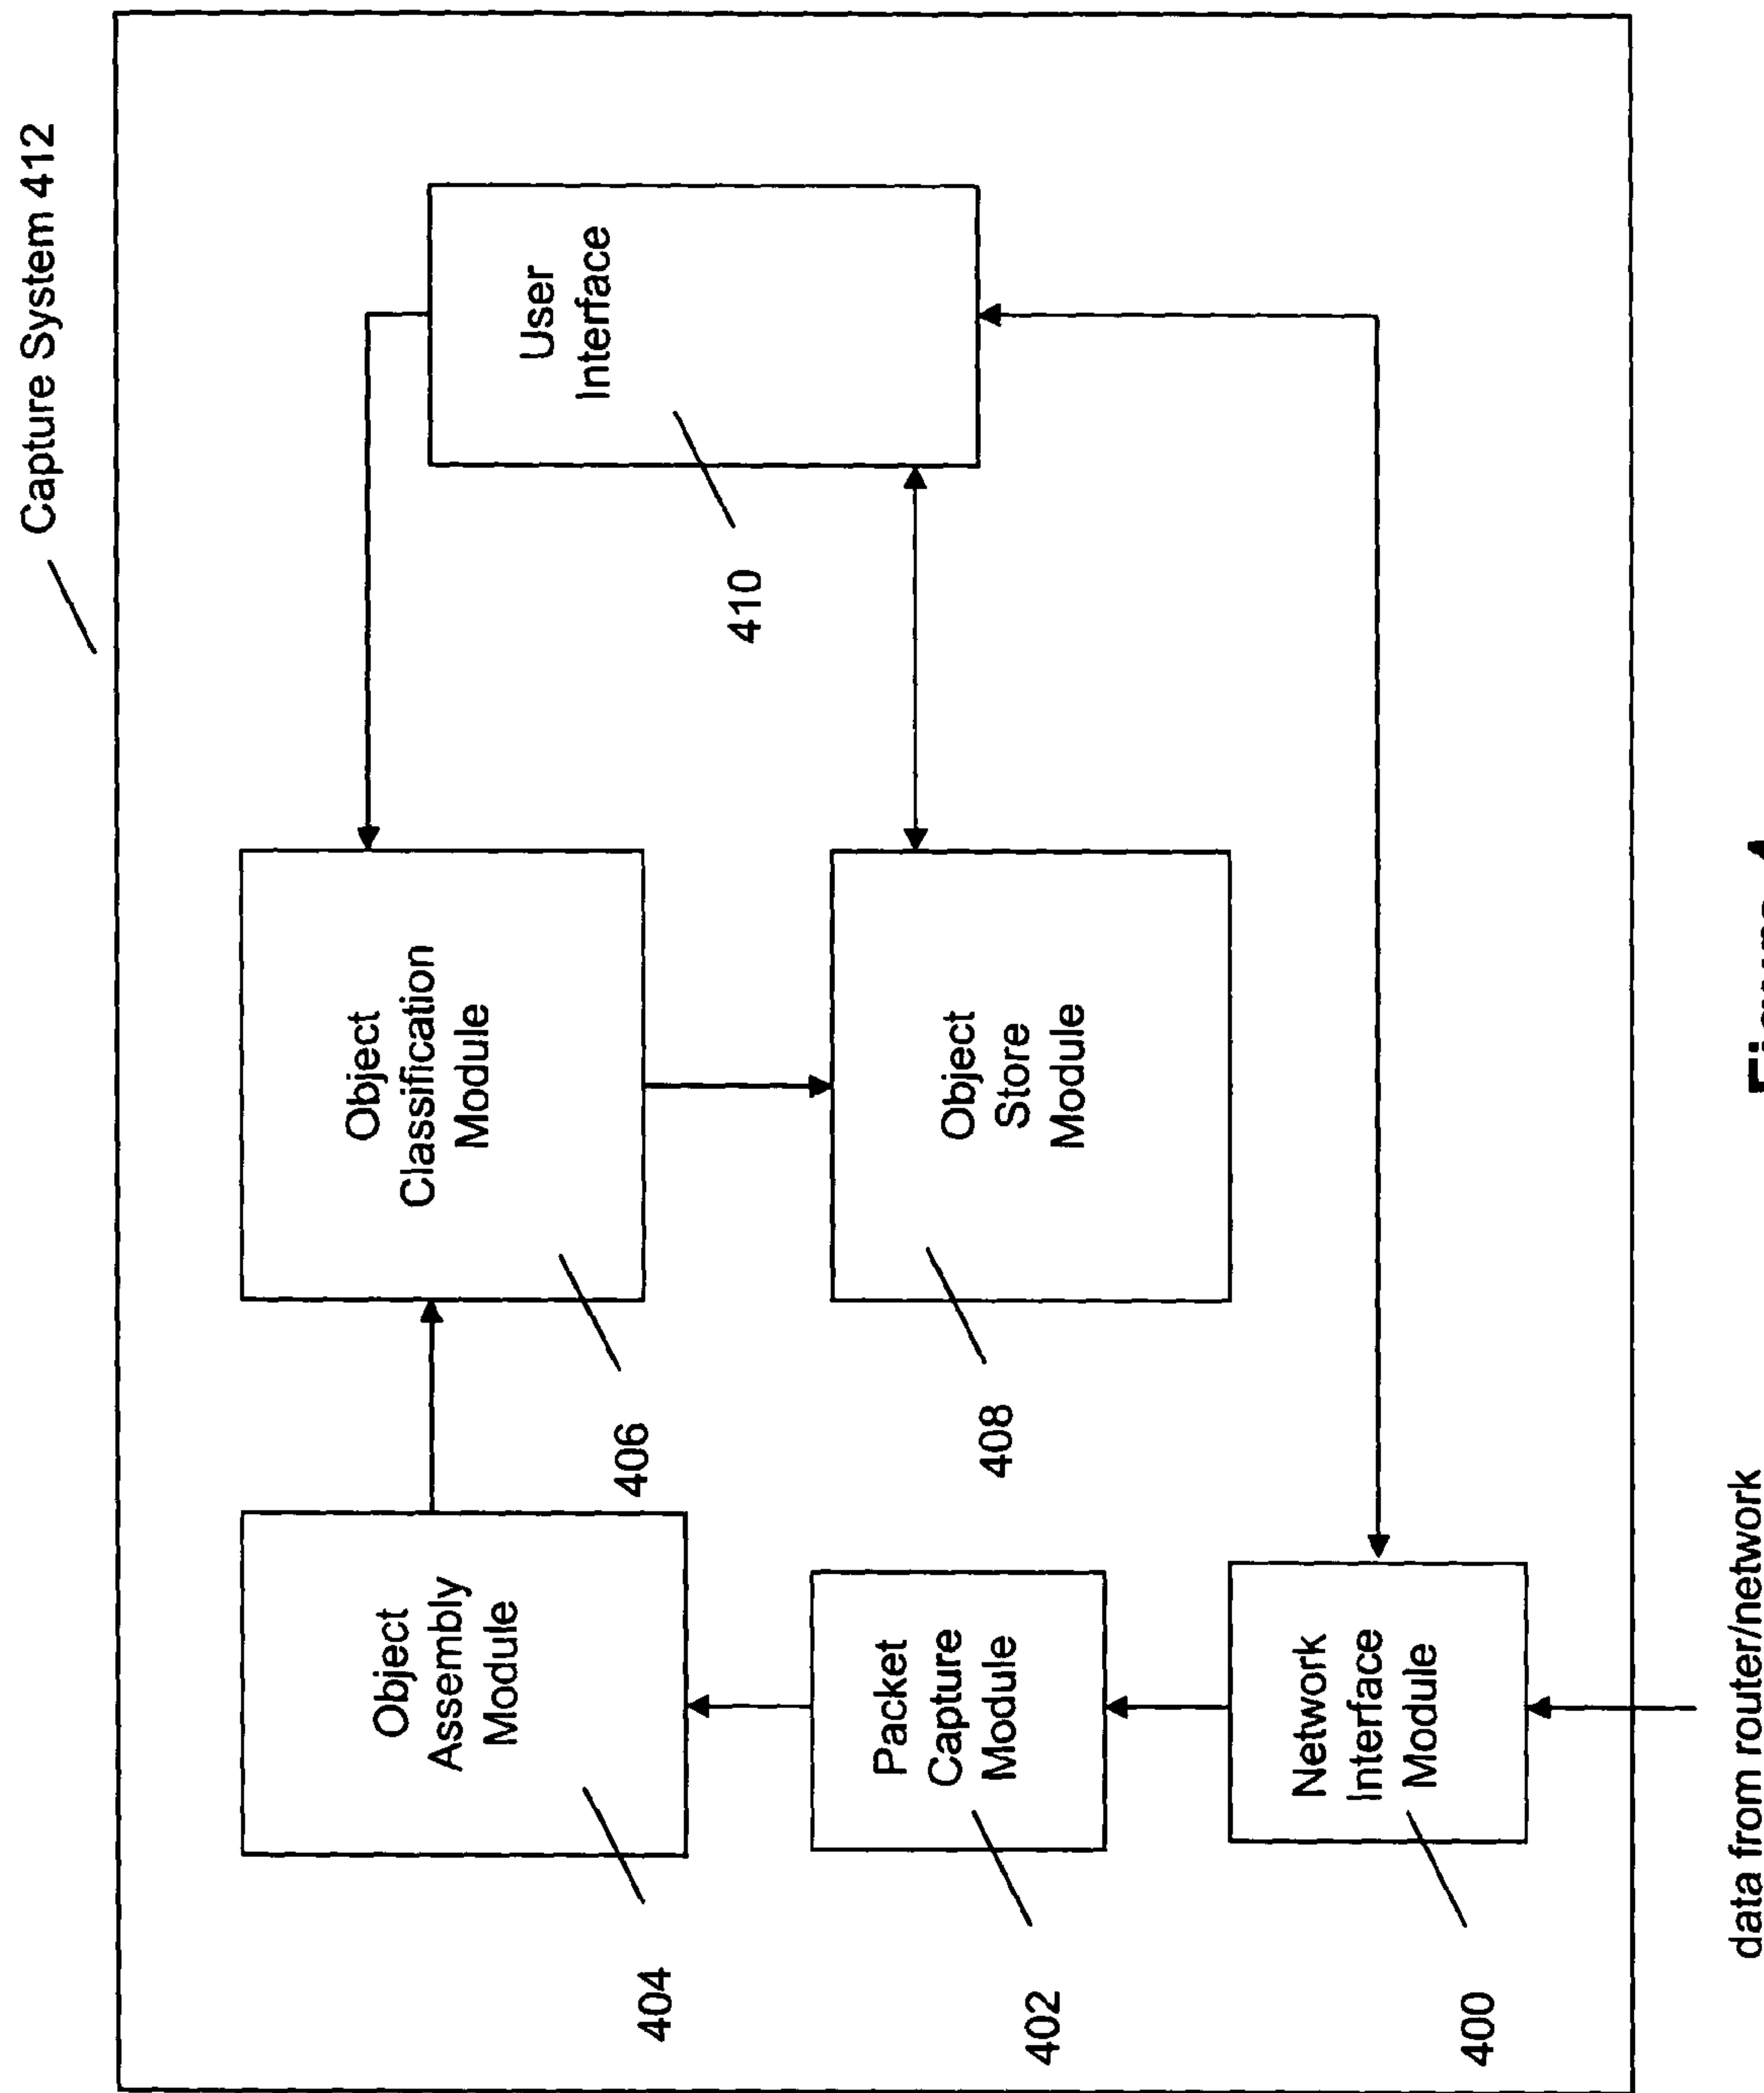 Capture System 412
Object
Assembly
Module
404
Object
Classification
Module
406
User
Interface
410
Packet
Capture
Module
402
Object
Store
Module
408
Network
Interface
Module
400
data from router/network
Figure